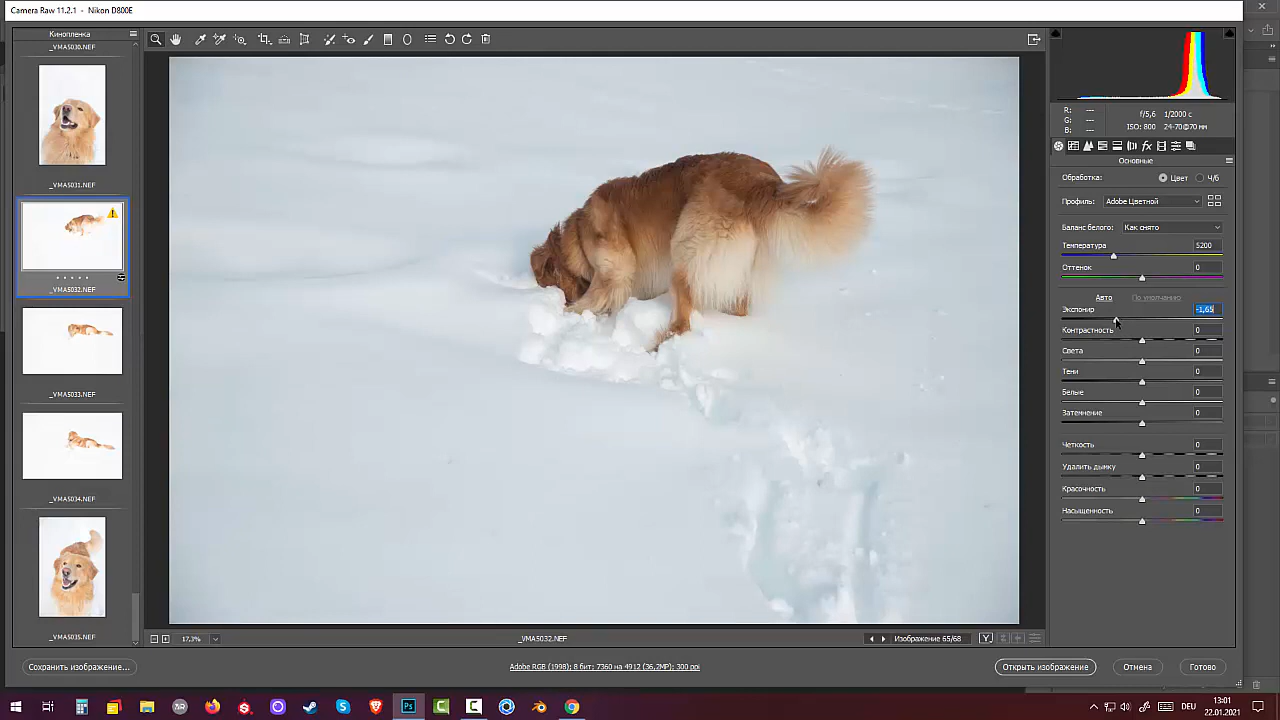 Camera Raw 11.2.1 - Nikon D800E
Кинопленка
_VMA5030.NEF
_VMA5031.NEF
_VMA5032.NEF
_VMA5033.NEF
_VMA5034.NEF
_VMA5035.NEF
R: ---
G: ---
B: ---
f/5,6 1/2000 с
ISO: 800 24-70@70 мм
Основные
Обработка: Цвет Ч/б
Профиль: Adobe Цветной
Баланс белого: Как снято
Температура 5200
Оттенок 0
Авто По умолчанию
Экспонир -1,65
Контрастность 0
Света 0
Тени 0
Белые 0
Затемнение 0
Четкость 0
Удалить дымку 0
Красочность 0
Насыщенность 0
17,3%
_VMA5032.NEF
Изображение 65/68
Y
Сохранить изображение...
Adobe RGB (1998); 8 бит; 7360 на 4912 (36,2МР); 300 ppi
Открыть изображение
Отмена
Готово
Ps
DEU
13:01
22.01.2021